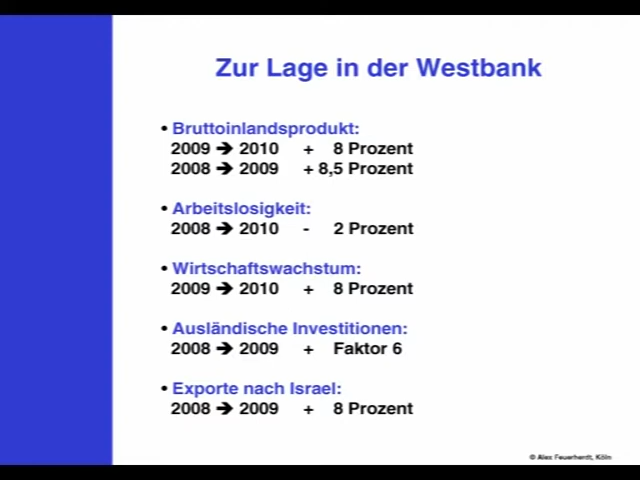 Zur Lage in der Westbank
• Bruttoinlandsprodukt:
2009 ➔ 2010 + 8 Prozent
2008 ➔ 2009 + 8,5 Prozent
• Arbeitslosigkeit:
2008 ➔ 2010 - 2 Prozent
• Wirtschaftswachstum:
2009 ➔ 2010 + 8 Prozent
• Ausländische Investitionen:
2008 ➔ 2009 + Faktor 6
• Exporte nach Israel:
2008 ➔ 2009 + 8 Prozent
© Alex Feuerherdt, Köln